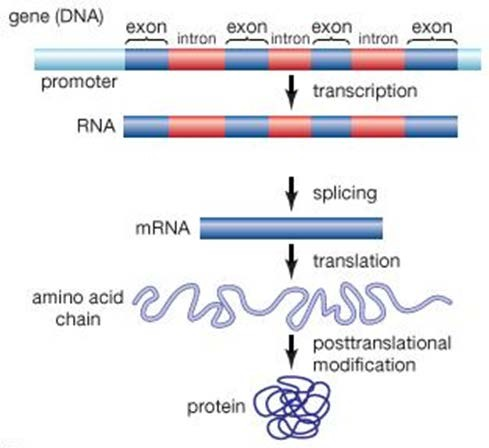 gene (DNA)
exon intron exon intron exon intron exon
promoter
transcription
RNA
splicing
mRNA
translation
amino acid
chain
posttranslational
modification
protein